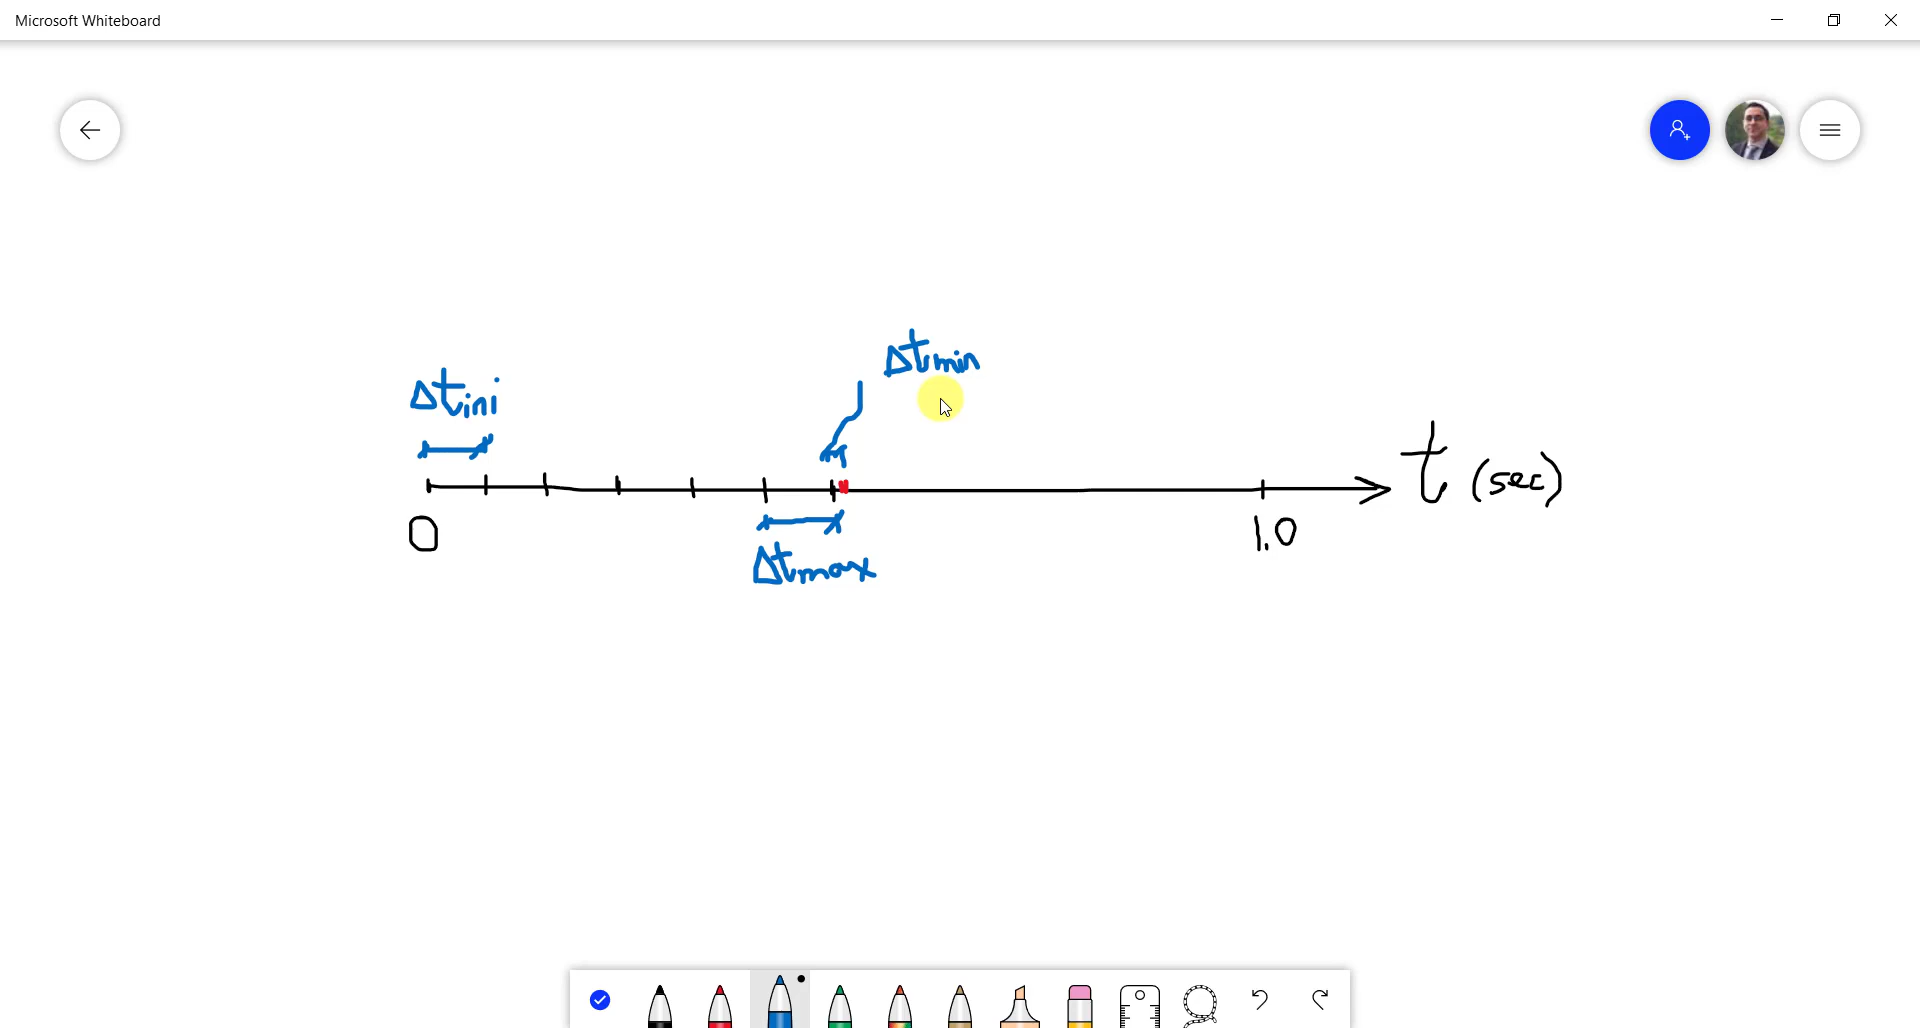 Microsoft Whiteboard
Δtmin
Δtini
t (sec)
0
1.0
Δtmax